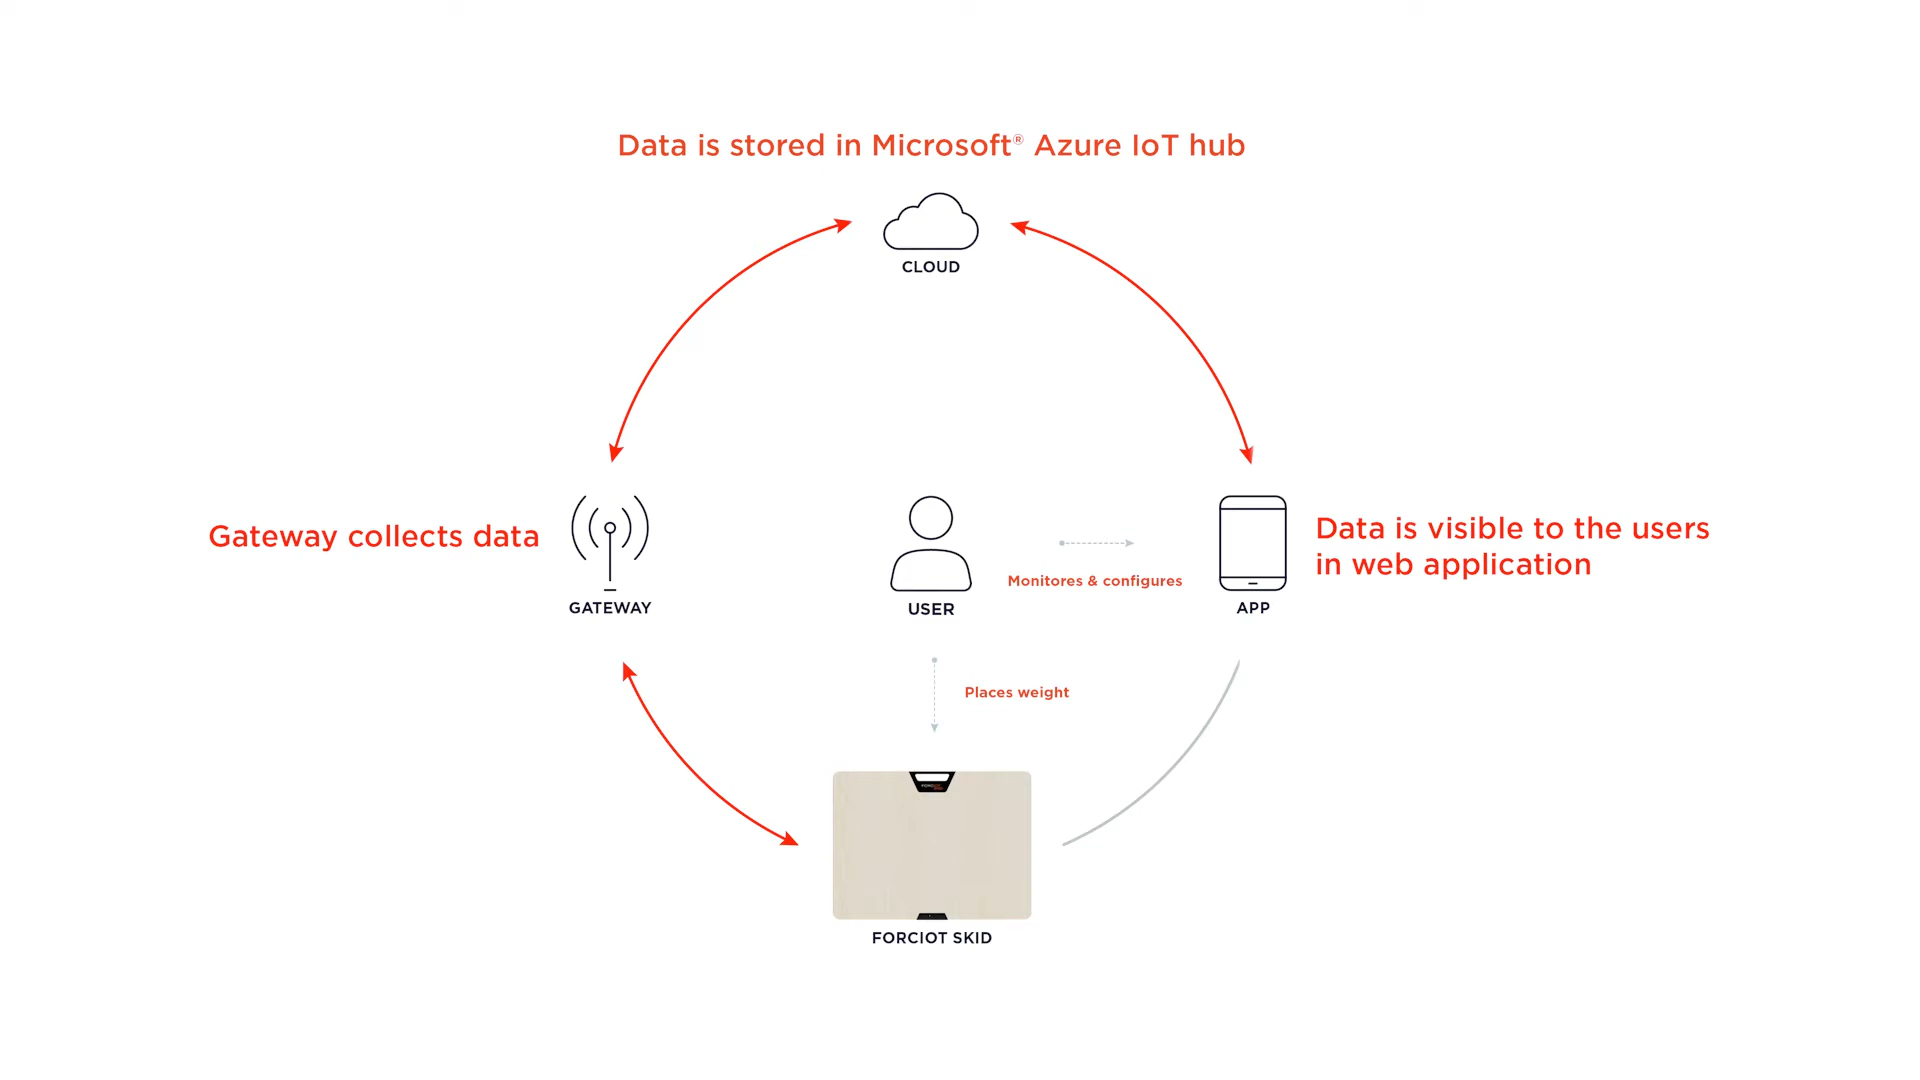 Data is stored in Microsoft® Azure IoT hub
CLOUD
Gateway collects data
GATEWAY
USER
Monitores & configures
APP
Data is visible to the users
in web application
Places weight
FORCIOT SKID